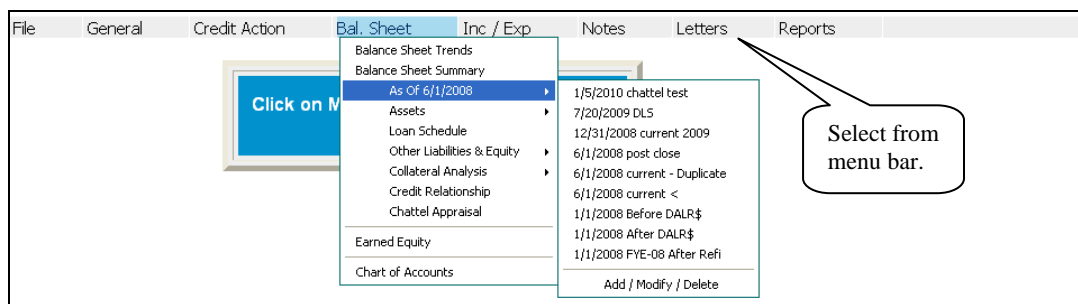 File General Credit Action Bal. Sheet Inc / Exp Notes Letters Reports
Click on M
Balance Sheet Trends
Balance Sheet Summary
As Of 6/1/2008
Assets
Loan Schedule
Other Liabilities & Equity
Collateral Analysis
Credit Relationship
Chattel Appraisal
Earned Equity
Chart of Accounts
1/5/2010 chattel test
7/20/2009 DLS
12/31/2008 current 2009
6/1/2008 post close
6/1/2008 current - Duplicate
6/1/2008 current <
1/1/2008 Before DALR$
1/1/2008 After DALR$
1/1/2008 FYE-08 After Refi
Add / Modify / Delete
Select from
menu bar.